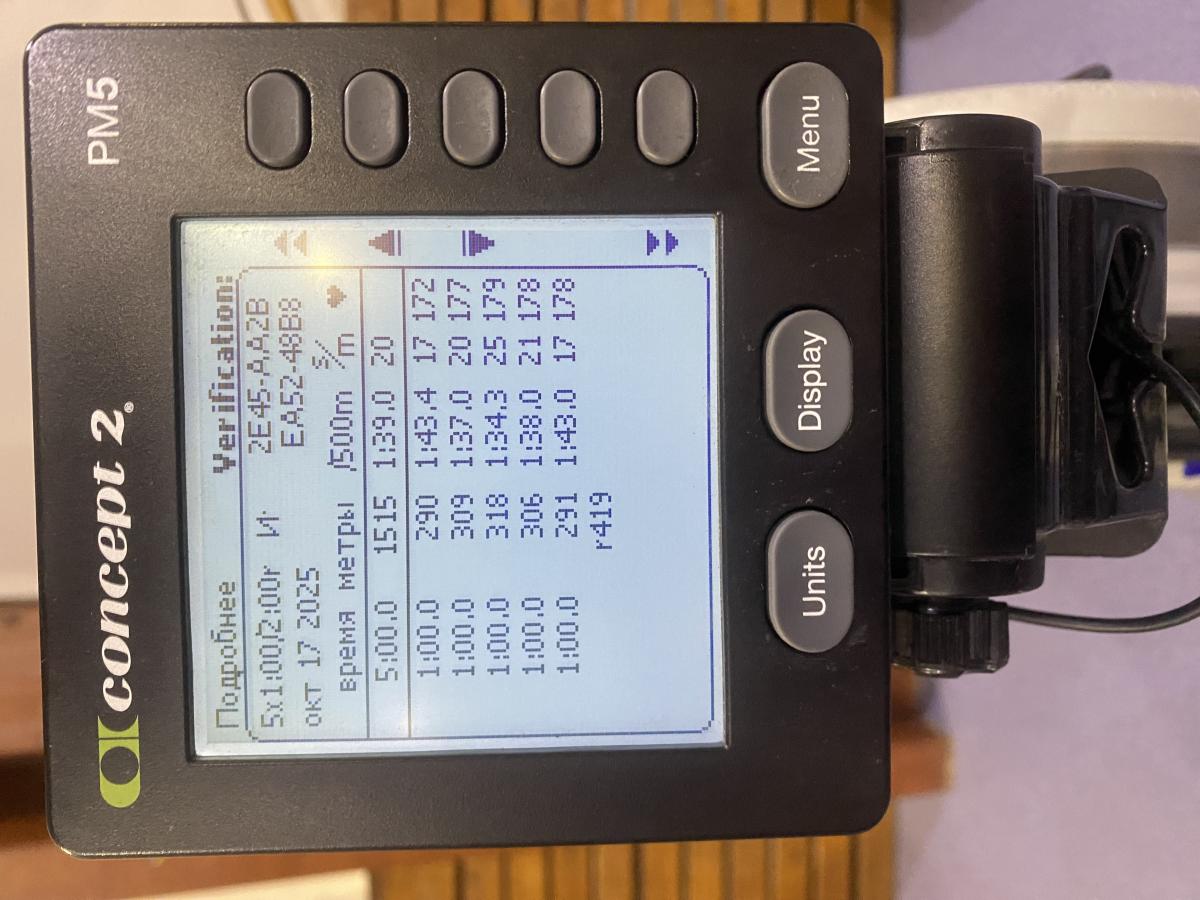 concept 2® PM5
Подробнее Verification:
5x1:00/2:00r И· 2E45-AA2B
окт 17 2025 EA52-48B8
время метры /500m s/m ♥
5:00.0 1515 1:39.0 20
1:00.0 290 1:43.4 17 172
1:00.0 309 1:37.0 20 177
1:00.0 318 1:34.3 25 179
1:00.0 306 1:38.0 21 178
1:00.0 291 1:43.0 17 178
r419
Units Display Menu